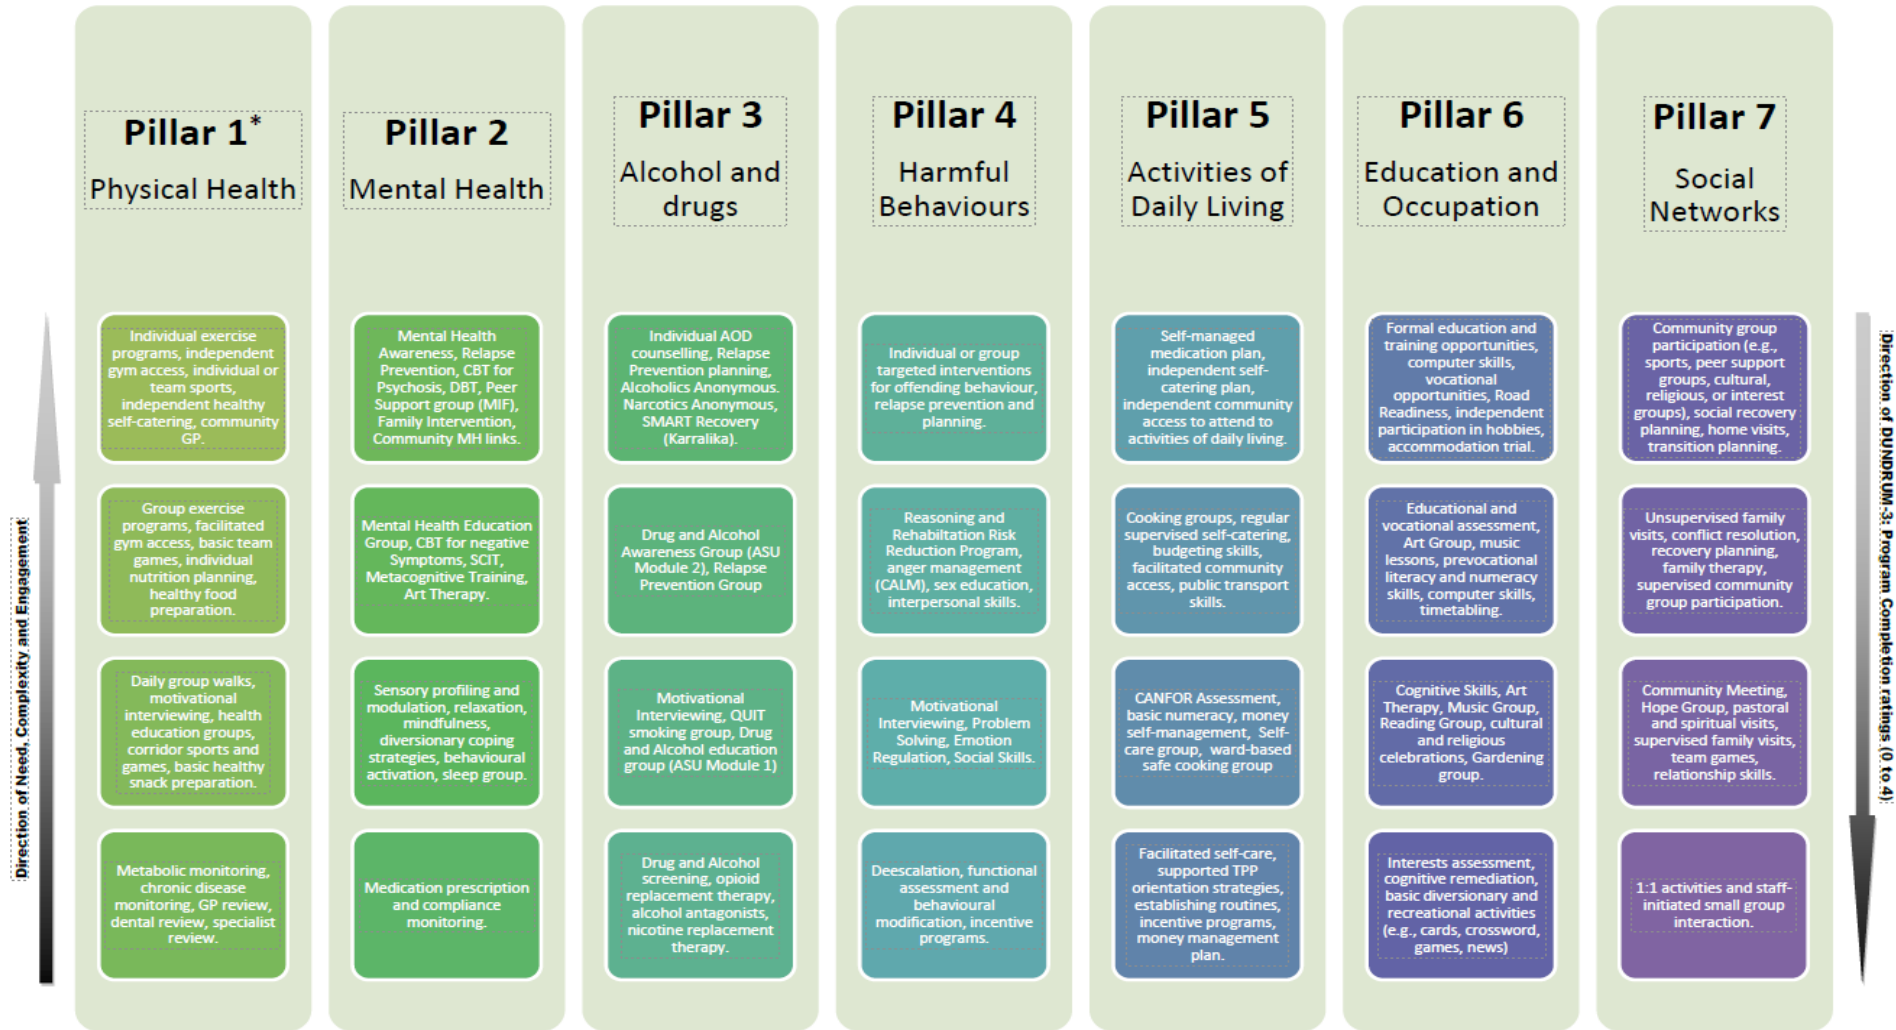 Direction of Need, Complexity and Engagement
Pillar 1*
Physical Health
Individual exercise
programs, independent
gym access, individual or
team sports,
independent healthy
self-catering, community
GP.
Group exercise
programs, facilitated
gym access, basic team
games, individual
nutrition planning,
healthy food
preparation.
Daily group walks,
motivational
interviewing, health
education groups,
corridor sports and
games, basic healthy
snack preparation.
Metabolic monitoring,
chronic disease
monitoring, GP review,
dental review, specialist
review.
Pillar 2
Mental Health
Mental Health
Awareness, Relapse
Prevention, CBT for
Psychosis, DBT, Peer
Support group (MIF),
Family Intervention,
Community MH links.
Mental Health Education
Group, CBT for negative
Symptoms, SCIT,
Metacognitive Training,
Art Therapy.
Sensory profiling and
modulation, relaxation,
mindfulness,
diversionary coping
strategies, behavioural
activation, sleep group.
Medication prescription
and compliance
monitoring.
Pillar 3
Alcohol and
drugs
Individual AOD
counselling, Relapse
Prevention planning,
Alcoholics Anonymous.
Narcotics Anonymous,
SMART Recovery
(Karralika).
Drug and Alcohol
Awareness Group (ASU
Module 2), Relapse
Prevention Group
Motivational
Interviewing, QUIT
smoking group, Drug
and Alcohol education
group (ASU Module 1)
Drug and Alcohol
screening, opioid
replacement therapy,
alcohol antagonists,
nicotine replacement
therapy.
Pillar 4
Harmful
Behaviours
Individual or group
targeted interventions
for offending behaviour,
relapse prevention and
planning.
Reasoning and
Rehabiltation Risk
Reduction Program,
anger management
(CALM), sex education,
interpersonal skills.
Motivational
Interviewing, Problem
Solving, Emotion
Regulation, Social Skills.
Deescalation, functional
assessment and
behavioural
modification, incentive
programs.
Pillar 5
Activities of
Daily Living
Self-managed
medication plan,
independent self-
catering plan,
independent community
access to attend to
activities of daily living.
Cooking groups, regular
supervised self-catering,
budgeting skills,
facilitated community
access, public transport
skills.
CANFOR Assessment,
basic numeracy, money
self-management, Self-
care group, ward-based
safe cooking group
Facilitated self-care,
supported TPP
orientation strategies,
establishing routines,
incentive programs,
money management
plan.
Pillar 6
Education and
Occupation
Formal education and
training opportunities,
computer skills,
vocational
opportunities, Road
Readiness, independent
participation in hobbies,
accommodation trial.
Educational and
vocational assessment,
Art Group, music
lessons, prevocational
literacy and numeracy
skills, computer skills,
timetabling.
Cognitive Skills, Art
Therapy, Music Group,
Reading Group, cultural
and religious
celebrations, Gardening
group.
Interests assessment,
cognitive remediation,
basic diversionary and
recreational activities
(e.g., cards, crossword,
games, news)
Pillar 7
Social
Networks
Community group
participation (e.g.,
sports, peer support
groups, cultural,
religious, or interest
groups), social recovery
planning, home visits,
transition planning.
Unsupervised family
visits, conflict resolution,
recovery planning,
family therapy,
supervised community
group participation.
Community Meeting,
Hope Group, pastoral
and spiritual visits,
supervised family visits,
team games,
relationship skills.
1:1 activities and staff-
initiated small group
interaction.
Direction of DUNDRUM-3: Program Completion ratings (0 to 4)